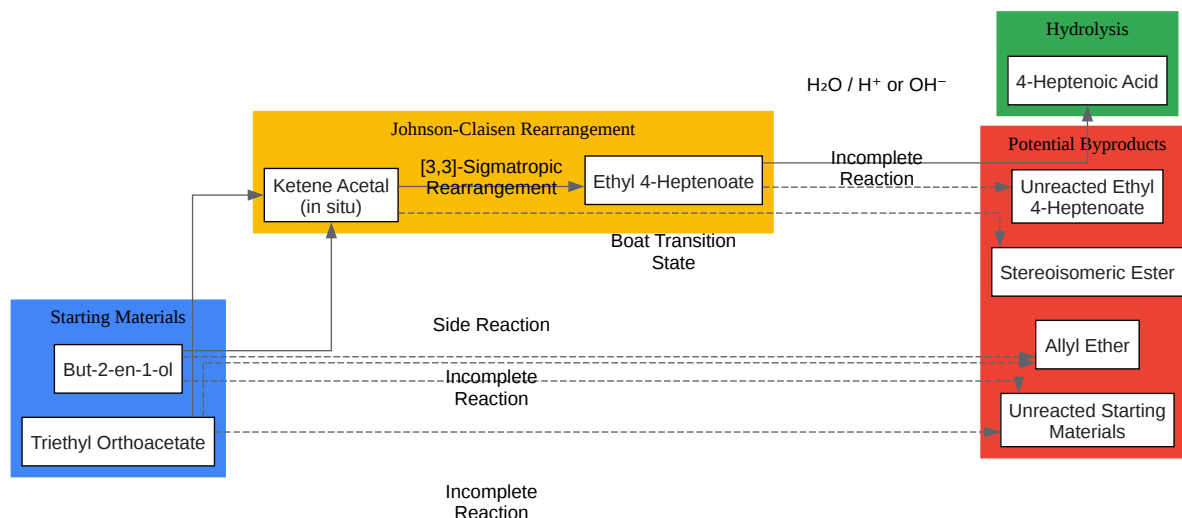 Hydrolysis
4-Heptenoic Acid
H₂O / H⁺ or OH⁻
Johnson-Claisen Rearrangement
Ketene Acetal
(in situ)
[3,3]-Sigmatropic
Rearrangement
Ethyl 4-Heptenoate
Incomplete
Reaction
Potential Byproducts
Unreacted Ethyl
4-Heptenoate
Boat Transition
State
Stereoisomeric Ester
Starting Materials
But-2-en-1-ol
Triethyl Orthoacetate
Side Reaction
Allyl Ether
Incomplete
Reaction
Unreacted Starting
Materials
Incomplete
Reaction